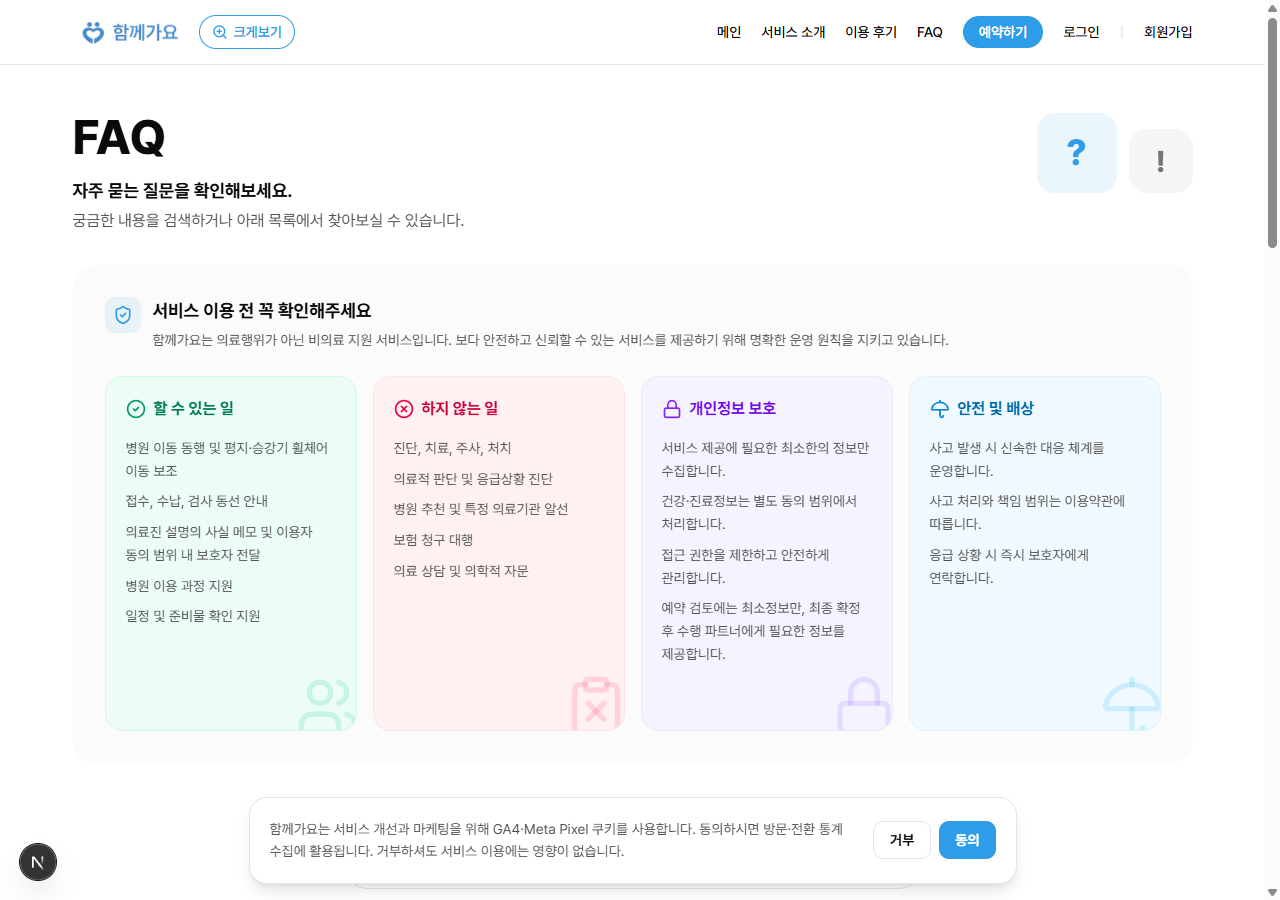 함께가요
크게보기
메인
서비스 소개
이용 후기
FAQ
예약하기
로그인
회원가입
FAQ
자주 묻는 질문을 확인해보세요.
궁금한 내용을 검색하거나 아래 목록에서 찾아보실 수 있습니다.
?
!
서비스 이용 전 꼭 확인해주세요
함께가요는 의료행위가 아닌 비의료 지원 서비스입니다. 보다 안전하고 신뢰할 수 있는 서비스를 제공하기 위해 명확한 운영 원칙을 지키고 있습니다.
할 수 있는 일
병원 이동 동행 및 평지·승강기 휠체어
이동 보조
접수, 수납, 검사 동선 안내
의료진 설명의 사실 메모 및 이용자
동의 범위 내 보호자 전달
병원 이용 과정 지원
일정 및 준비물 확인 지원
하지 않는 일
진단, 치료, 주사, 처치
의료적 판단 및 응급상황 진단
병원 추천 및 특정 의료기관 알선
보험 청구 대행
의료 상담 및 의학적 자문
개인정보 보호
서비스 제공에 필요한 최소한의 정보만
수집합니다.
건강·진료정보는 별도 동의 범위에서
처리합니다.
접근 권한을 제한하고 안전하게
관리합니다.
예약 검토에는 최소정보만, 최종 확정
후 수행 파트너에게 필요한 정보를
제공합니다.
안전 및 배상
사고 발생 시 신속한 대응 체계를
운영합니다.
사고 처리와 책임 범위는 이용약관에
따릅니다.
응급 상황 시 즉시 보호자에게
연락합니다.
함께가요는 서비스 개선과 마케팅을 위해 GA4·Meta Pixel 쿠키를 사용합니다. 동의하시면 방문·전환 통계
수집에 활용됩니다. 거부하셔도 서비스 이용에는 영향이 없습니다.
거부
동의
N